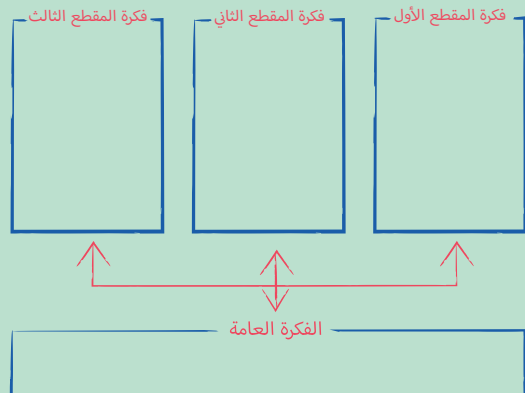 فكرة المقطع الأول
فكرة المقطع الثاني
فكرة المقطع الثالث
الفكرة العامة